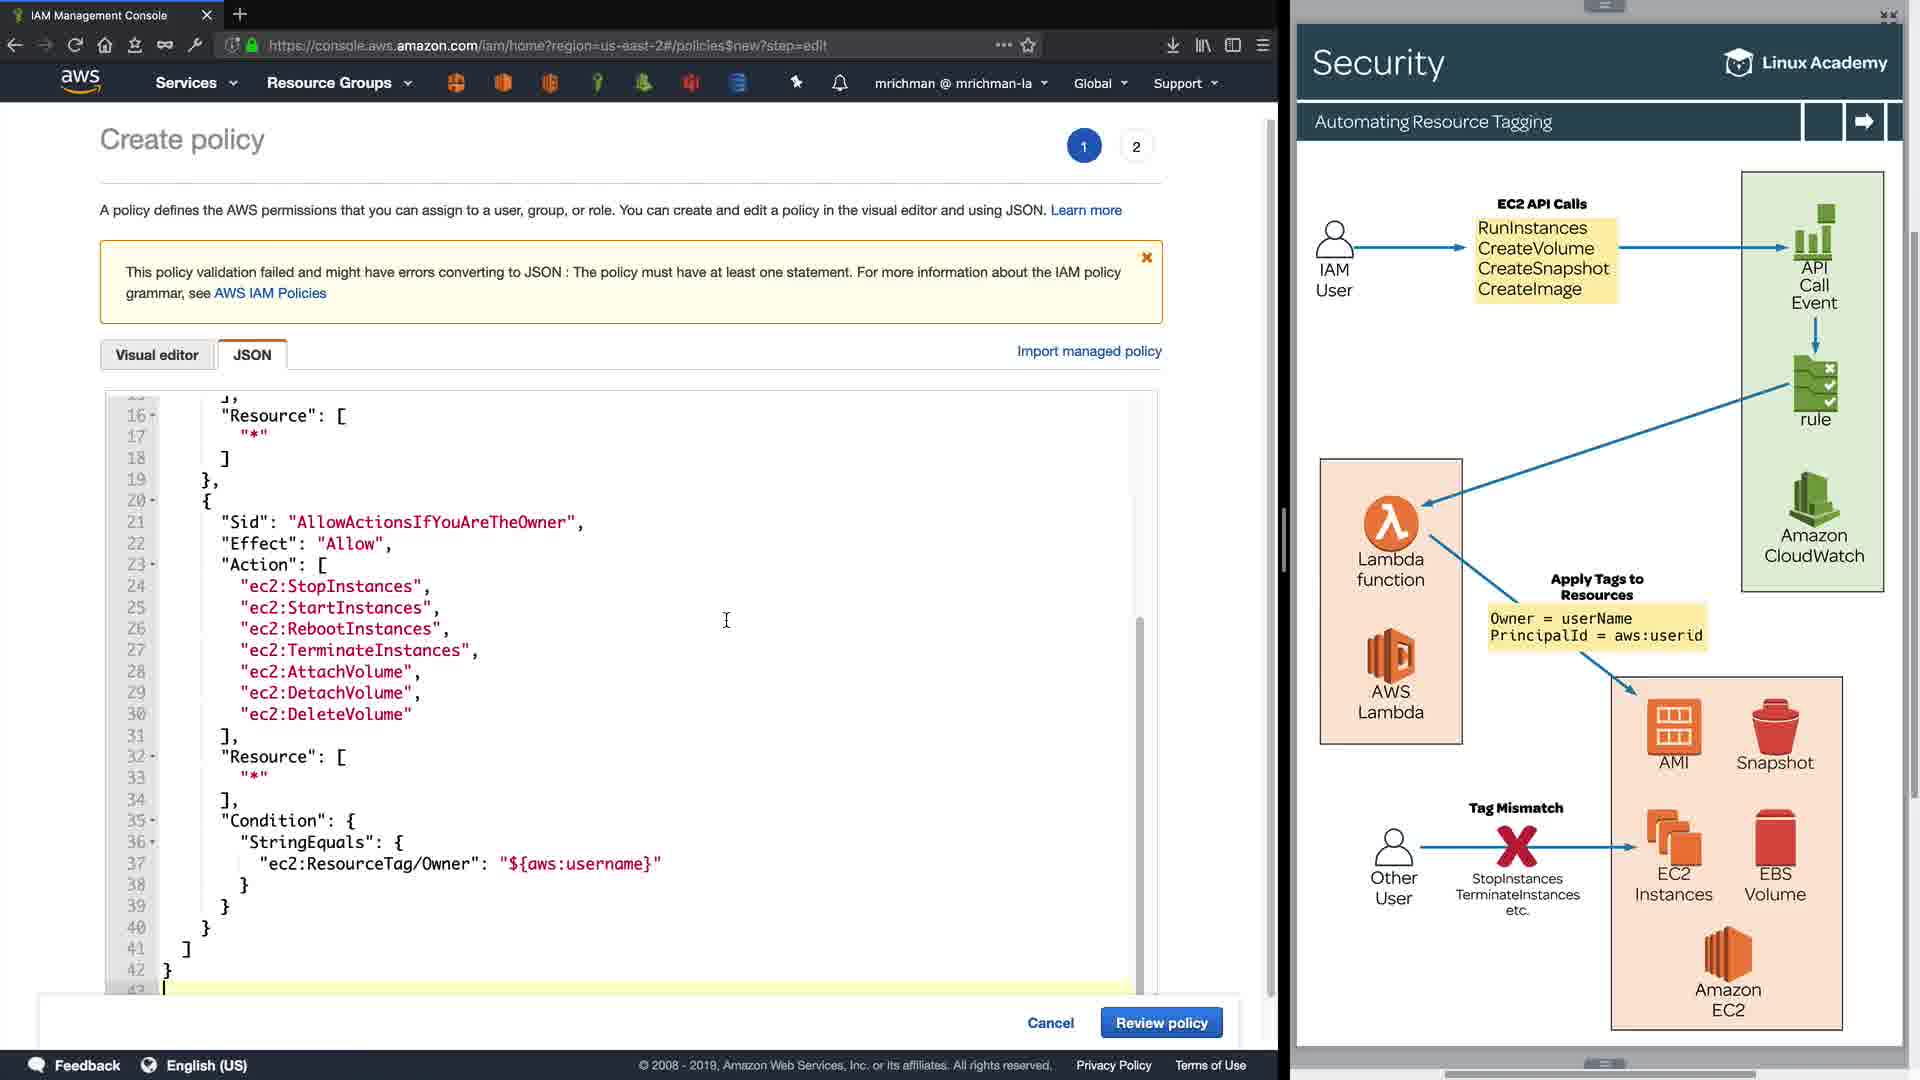 IAM Management Console
https://console.aws.amazon.com/iam/home?region=us-east-2#/policies$new?step=edit
aws
Services
Resource Groups
mrichman @ mrichman-la
Global
Support
Create policy
1
2
A policy defines the AWS permissions that you can assign to a user, group, or role. You can create and edit a policy in the visual editor and using JSON. Learn more
This policy validation failed and might have errors converting to JSON : The policy must have at least one statement. For more information about the IAM policy
grammar, see AWS IAM Policies
Visual editor
JSON
Import managed policy
15 ],
16 "Resource": [
17 "*"
18 ]
19 },
20 {
21 "Sid": "AllowActionsIfYouAreTheOwner",
22 "Effect": "Allow",
23 "Action": [
24 "ec2:StopInstances",
25 "ec2:StartInstances",
26 "ec2:RebootInstances",
27 "ec2:TerminateInstances",
28 "ec2:AttachVolume",
29 "ec2:DetachVolume",
30 "ec2:DeleteVolume"
31 ],
32 "Resource": [
33 "*"
34 ],
35 "Condition": {
36 "StringEquals": {
37 "ec2:ResourceTag/Owner": "${aws:username}"
38 }
39 }
40 }
41 ]
42 }
43
Cancel
Review policy
Feedback
English (US)
© 2008 - 2019, Amazon Web Services, Inc. or its affiliates. All rights reserved.
Privacy Policy
Terms of Use
Security
Linux Academy
Automating Resource Tagging
EC2 API Calls
RunInstances
CreateVolume
CreateSnapshot
CreateImage
IAM
User
API
Call
Event
rule
Amazon
CloudWatch
Lambda
function
AWS
Lambda
Apply Tags to
Resources
Owner = userName
PrincipalId = aws:userid
AMI
Snapshot
Tag Mismatch
Other
User
StopInstances
TerminateInstances
etc.
EC2
Instances
EBS
Volume
Amazon
EC2